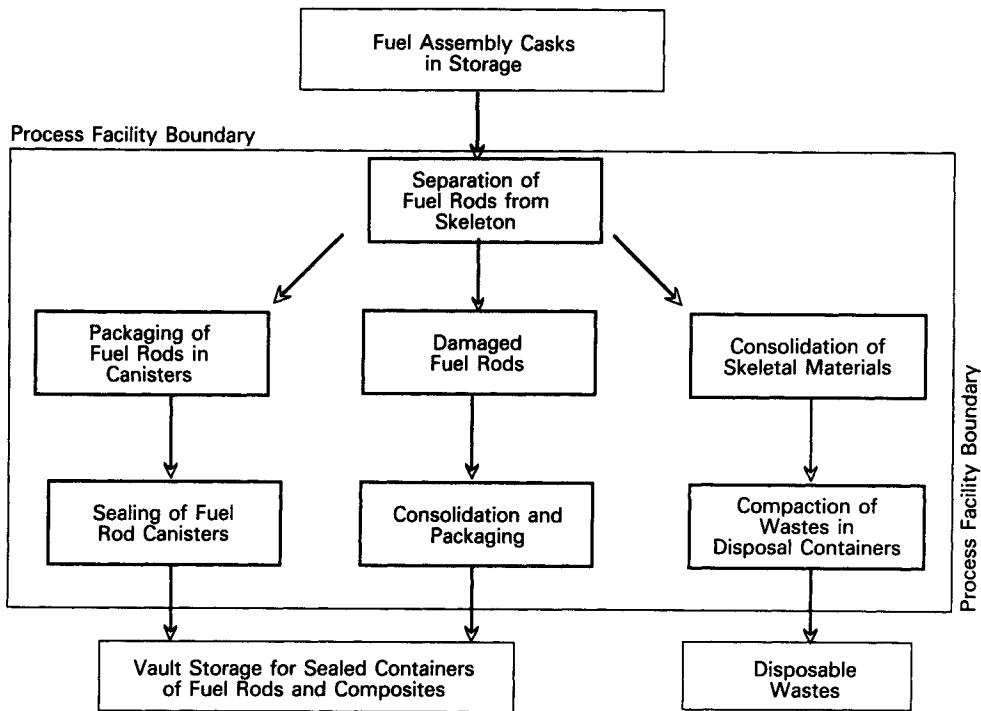 Fuel Assembly Casks
in Storage
Process Facility Boundary
Separation of
Fuel Rods from
Skeleton
Packaging of
Fuel Rods in
Canisters
Damaged
Fuel Rods
Consolidation of
Skeletal Materials
Process Facility Boundary
Sealing of Fuel
Rod Canisters
Consolidation and
Packaging
Compaction of
Wastes in
Disposal Containers
Vault Storage for Sealed Containers
of Fuel Rods and Composites
Disposable
Wastes